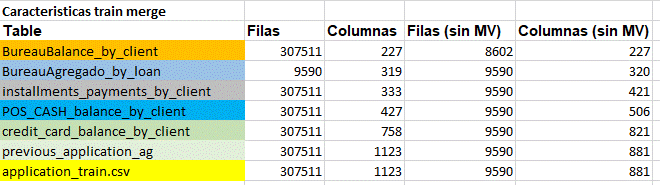 Caracteristicas train merge
Table Filas Columnas Filas (sin MV) Columnas (sin MV)
BureauBalance_by_client 307511 227 8602 227
BureauAgregado_by_loan 9590 319 9590 320
installments_payments_by_client 307511 333 9590 421
POS_CASH_balance_by_client 307511 427 9590 506
credit_card_balance_by_client 307511 758 9590 821
previous_application_ag 307511 1123 9590 881
application_train.csv 307511 1123 9590 881